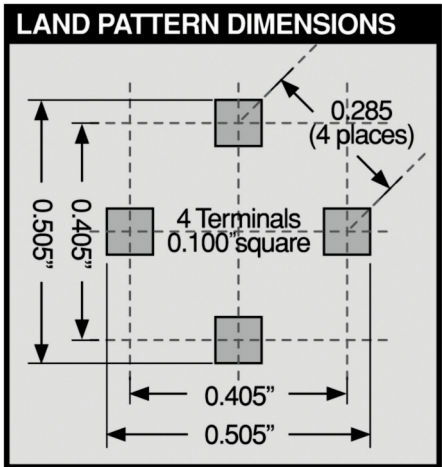 LAND PATTERN DIMENSIONS
0.285
(4 places)
0.505”
0.405”
4 Terminals
0.100”square
0.405”
0.505”